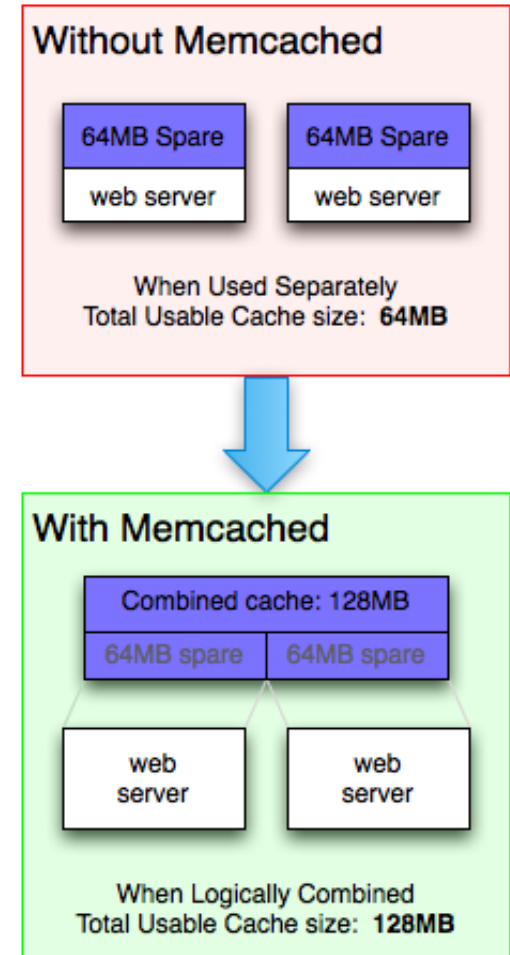 Without Memcached
64MB Spare
64MB Spare
web server
web server
When Used Separately
Total Usable Cache size: 64MB
With Memcached
Combined cache: 128MB
64MB spare
64MB spare
web
server
web
server
When Logically Combined
Total Usable Cache size: 128MB